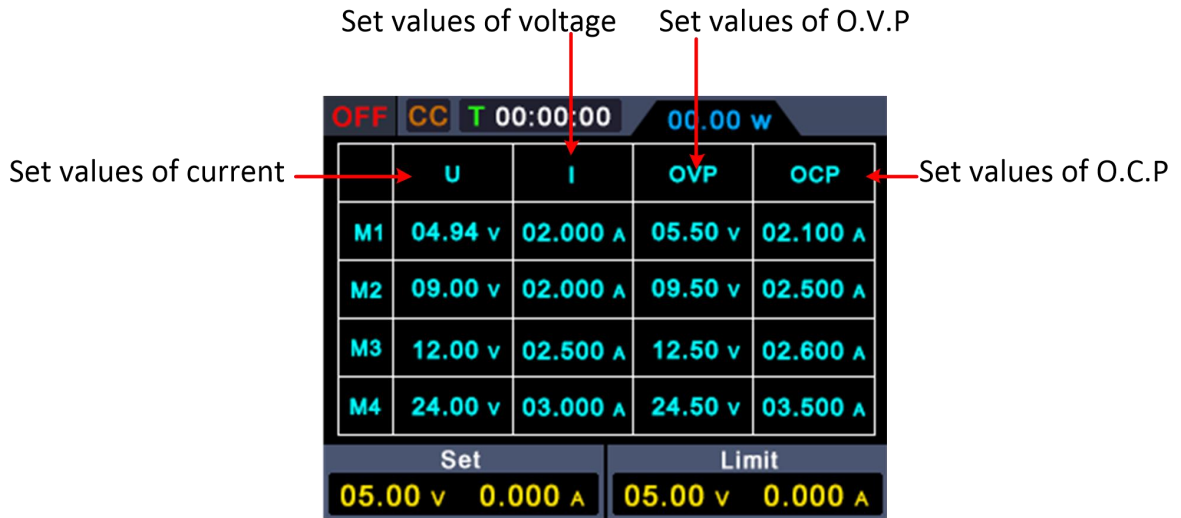 Set values of voltage Set values of O.V.P
OFF CC T 00:00:00 00.00 w
Set values of current U I OVP OCP Set values of O.C.P
M1 04.94 v 02.000 A 05.50 v 02.100 A
M2 09.00 v 02.000 A 09.50 v 02.500 A
M3 12.00 v 02.500 A 12.50 v 02.600 A
M4 24.00 v 03.000 A 24.50 v 03.500 A
Set Limit
05.00 v 0.000 A 05.00 v 0.000 A